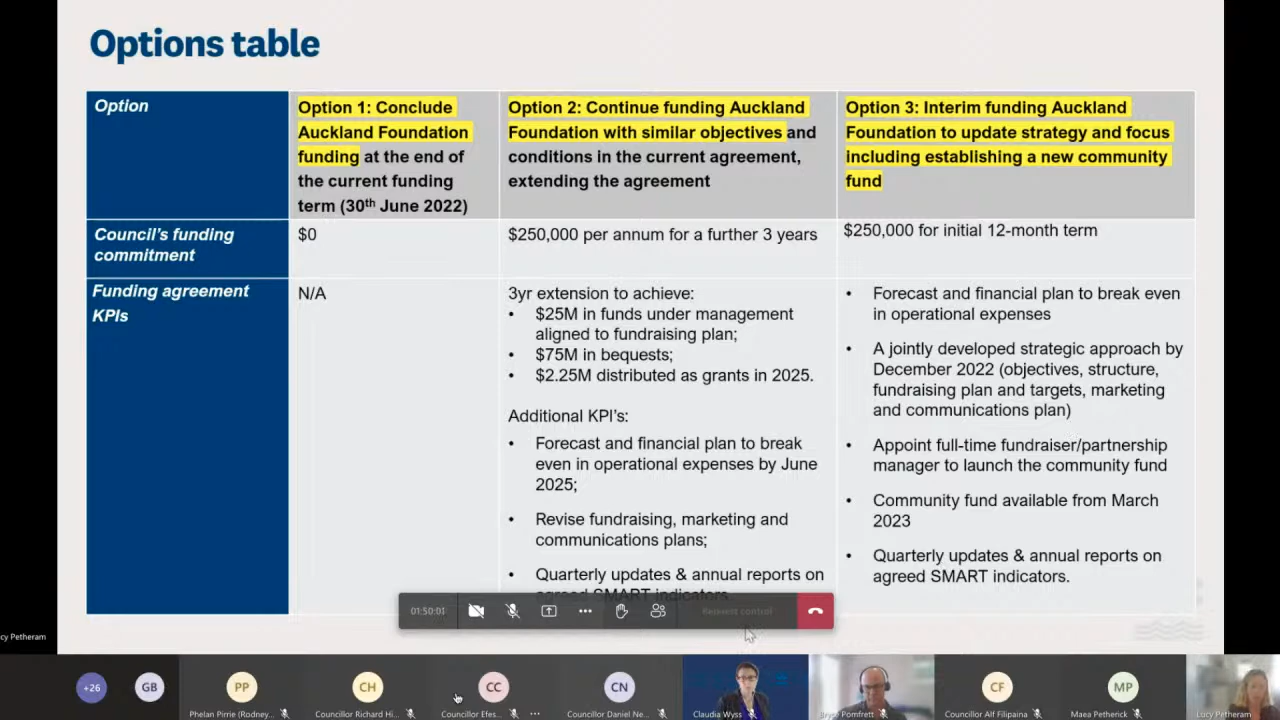 Options table
Option
Option 1: Conclude
Auckland Foundation
funding at the end of
the current funding
term (30th June 2022)
Option 2: Continue funding Auckland
Foundation with similar objectives and
conditions in the current agreement,
extending the agreement
Option 3: Interim funding Auckland
Foundation to update strategy and focus
including establishing a new community
fund
Council's funding
commitment
$0
$250,000 per annum for a further 3 years
$250,000 for initial 12-month term
Funding agreement
KPIs
N/A
3yr extension to achieve:
• $25M in funds under management
aligned to fundraising plan;
• $75M in bequests;
• $2.25M distributed as grants in 2025.
Additional KPI's:
• Forecast and financial plan to break
even in operational expenses by June
2025;
• Revise fundraising, marketing and
communications plans;
• Quarterly updates & annual reports on
agreed SMART indicators
• Forecast and financial plan to break even
in operational expenses
• A jointly developed strategic approach by
December 2022 (objectives, structure,
fundraising plan and targets, marketing
and communications plan)
• Appoint full-time fundraiser/partnership
manager to launch the community fund
• Community fund available from March
2023
• Quarterly updates & annual reports on
agreed SMART indicators.
01:50:01
Request control
cy Petheram
+26
GB
PP
Phelan Pirrie (Rodney...
CH
Councillor Richard Hi...
CC
Councillor Efes...
CN
Councillor Daniel Ne...
Claudia Wyss
Bryce Pomfrett
CF
Councillor Alf Filipaina
MP
Maea Petherick
Lucy Petheram